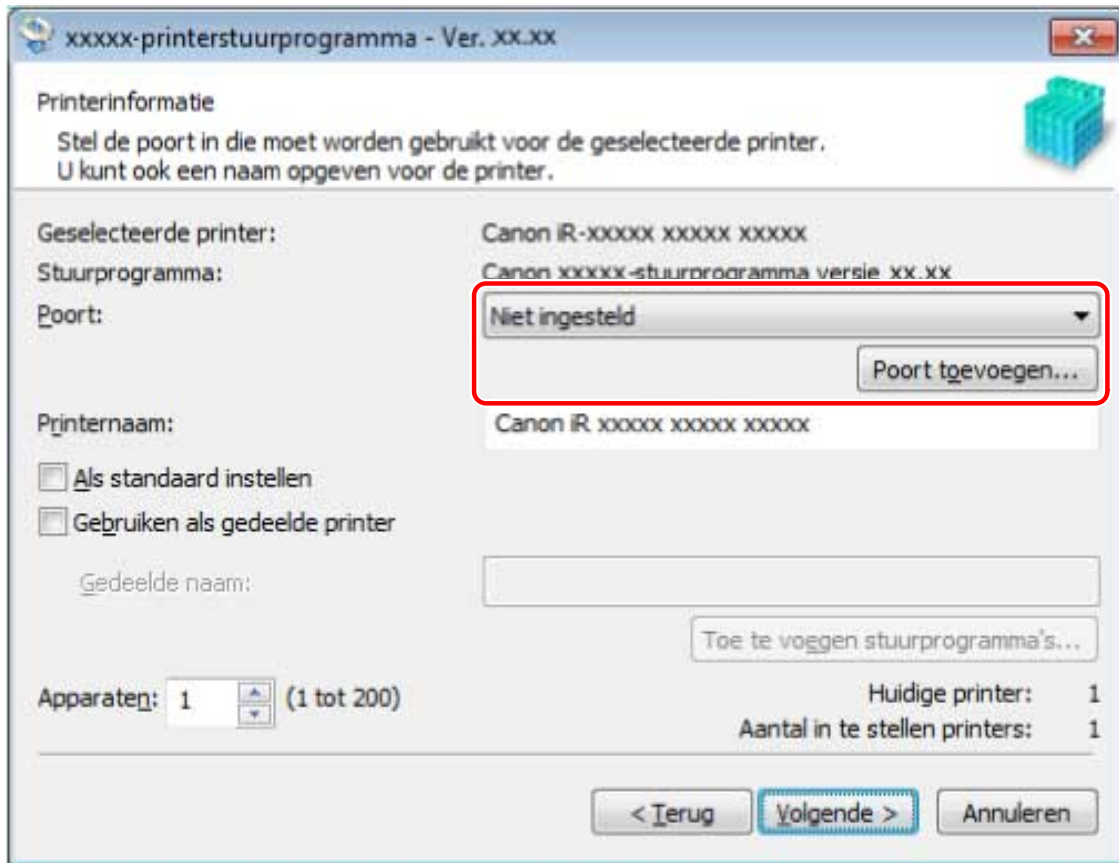 xxxxx-printerstuurprogramma - Ver. xx.xx
Printerinformatie
Stel de poort in die moet worden gebruikt voor de geselecteerde printer.
U kunt ook een naam opgeven voor de printer.
Geselecteerde printer: Canon iR-xxxxx xxxxx xxxxx
Stuurprogramma: Canon xxxxx-stuurprogramma versie xx.xx
Poort: Niet ingesteld
Poort toevoegen...
Printernaam: Canon iR xxxxx xxxxx xxxxx
Als standaard instellen
Gebruiken als gedeelde printer
Gedeelde naam:
Toe te voegen stuurprogramma's...
Apparaten: 1 (1 tot 200) Huidige printer: 1
Aantal in te stellen printers: 1
< Terug Volgende > Annuleren